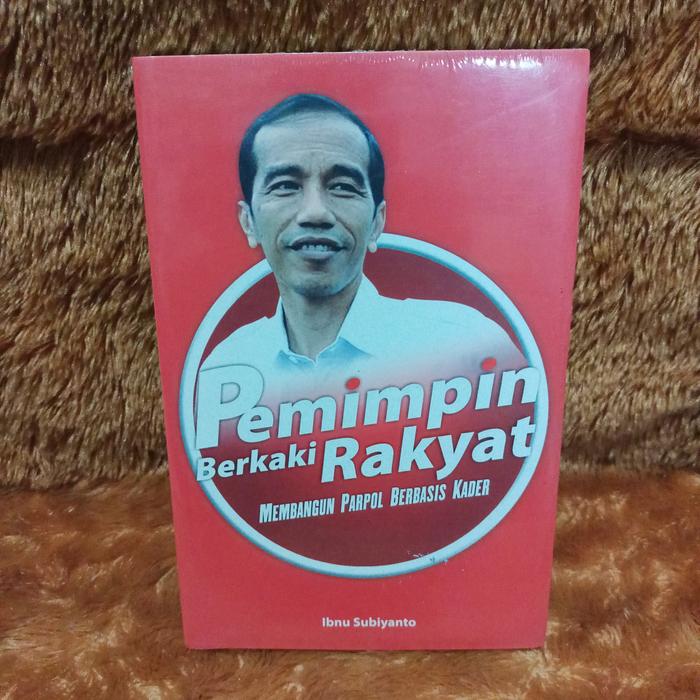 Pemimpin
Berkaki Rakyat
MEMBANGUN PARPOL BERBASIS KADER
Ibnu Subiyanto